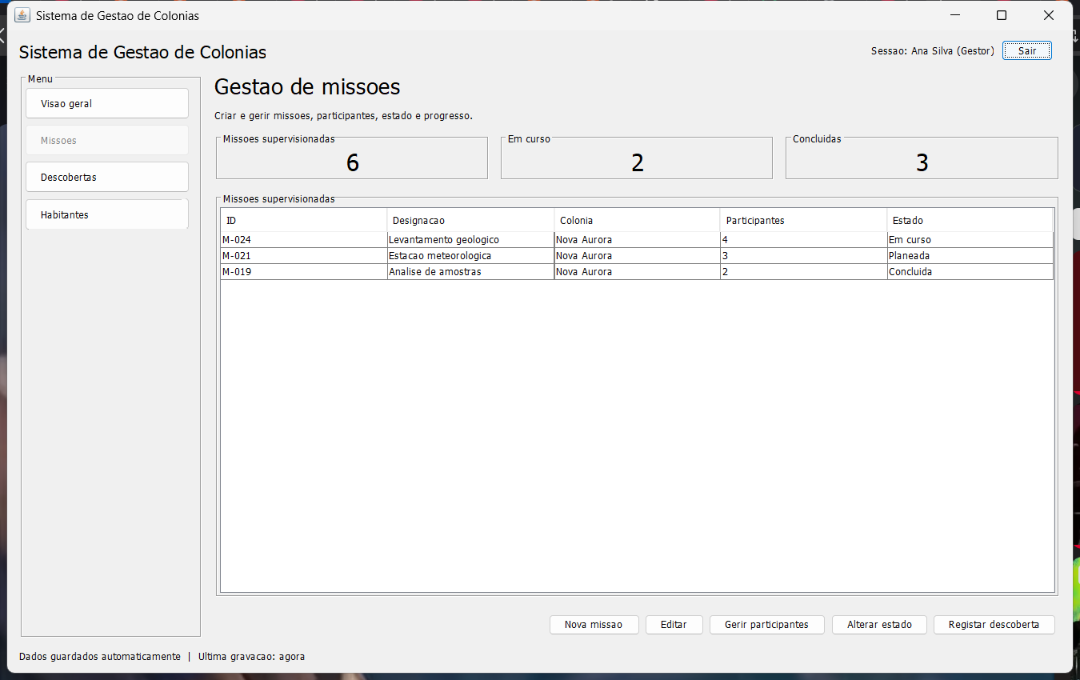 Sistema de Gestao de Colonias
Sistema de Gestao de Colonias
Sessao: Ana Silva (Gestor) Sair
Menu
Visao geral
Missoes
Descobertas
Habitantes
Gestao de missoes
Criar e gerir missoes, participantes, estado e progresso.
Missoes supervisionadas
6
Em curso
2
Concluidas
3
Missoes supervisionadas
ID Designacao Colonia Participantes Estado
M-024 Levantamento geologico Nova Aurora 4 Em curso
M-021 Estacao meteorologica Nova Aurora 3 Planeada
M-019 Analise de amostras Nova Aurora 2 Concluida
Nova missao Editar Gerir participantes Alterar estado Registar descoberta
Dados guardados automaticamente | Ultima gravacao: agora